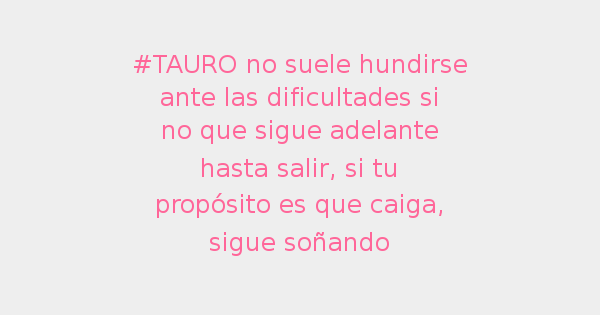 #TAURO no suele hundirse
ante las dificultades si
no que sigue adelante
hasta salir, si tu
propósito es que caiga,
sigue soñando